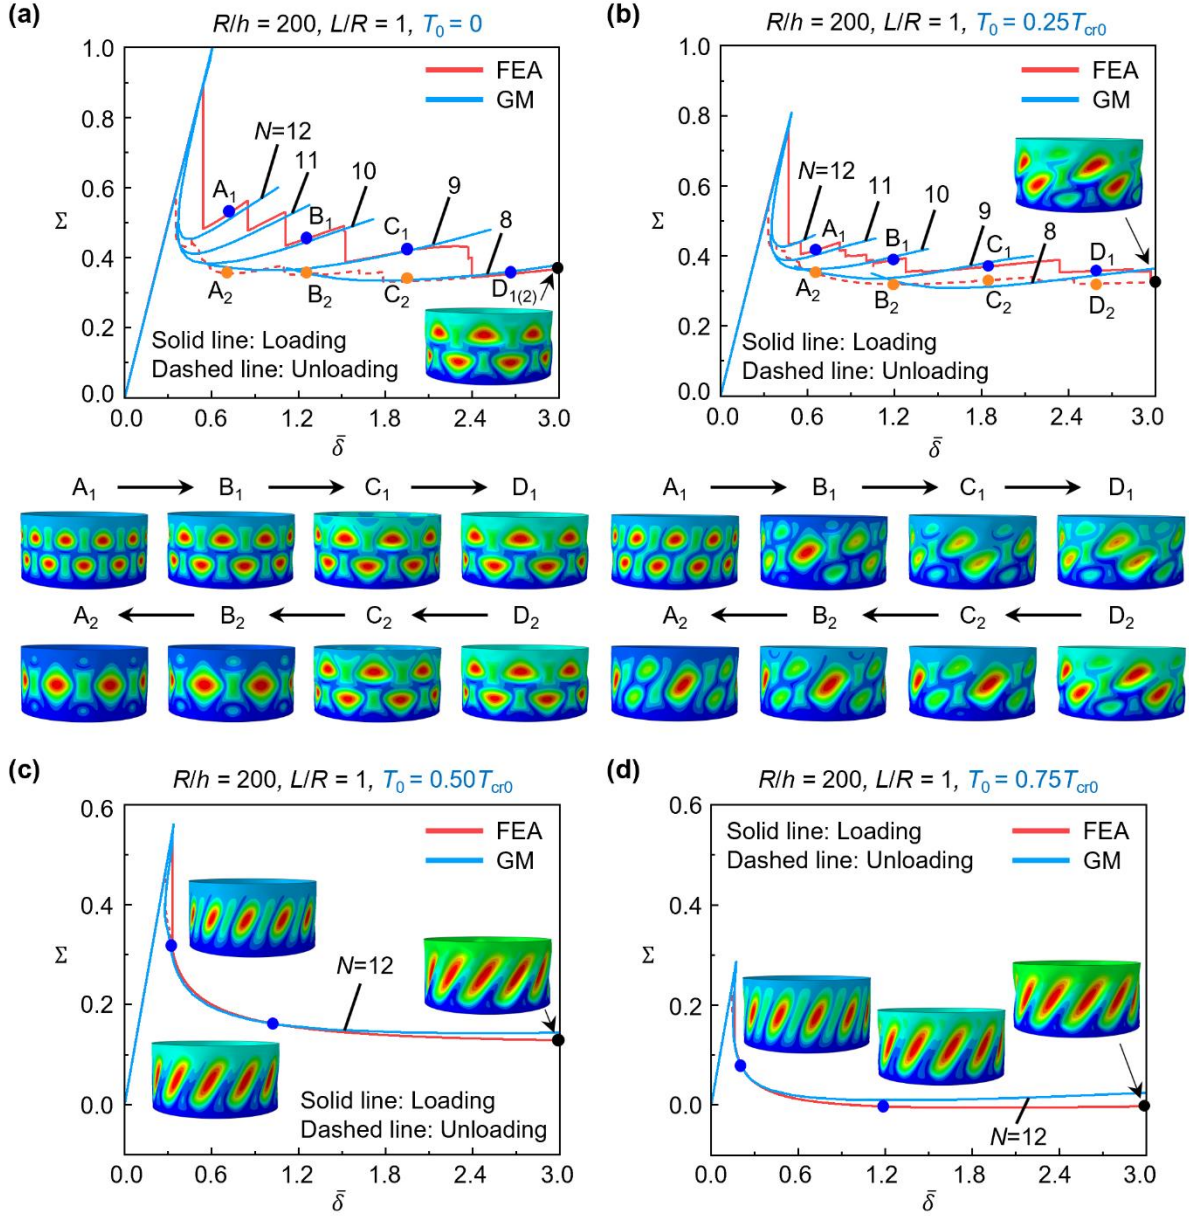 (a)
R/h = 200, L/R = 1, T0 = 0
1.0
0.8
0.6
0.4
0.2
0.0
Σ
FEA
GM
N=12
11
10
9
8
A1
B1
C1
A2
B2
C2
D1(2)
Solid line: Loading
Dashed line: Unloading
0.0 0.6 1.2 1.8 2.4 3.0
δ̄
(b)
R/h = 200, L/R = 1, T0 = 0.25Tcr0
1.0
0.8
0.6
0.4
0.2
0.0
Σ
FEA
GM
N=12
11
10
9
8
A1
B1
C1
D1
A2
B2
C2
D2
Solid line: Loading
Dashed line: Unloading
0.0 0.6 1.2 1.8 2.4 3.0
δ̄
A1 B1 C1 D1
A2 B2 C2 D2
A1 B1 C1 D1
A2 B2 C2 D2
(c)
R/h = 200, L/R = 1, T0 = 0.50Tcr0
0.6
0.4
0.2
0.0
Σ
FEA
GM
N=12
Solid line: Loading
Dashed line: Unloading
0.0 0.6 1.2 1.8 2.4 3.0
δ̄
(d)
R/h = 200, L/R = 1, T0 = 0.75Tcr0
0.6
0.4
0.2
0.0
Σ
Solid line: Loading
Dashed line: Unloading
FEA
GM
N=12
0.0 0.6 1.2 1.8 2.4 3.0
δ̄